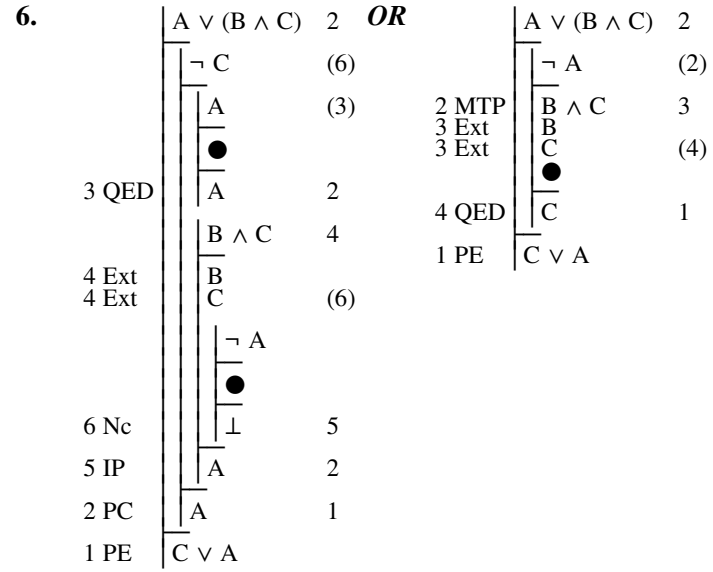 6. A ∨ (B ∧ C) 2 OR
¬ C (6)
A (3)
●
3 QED A 2
B ∧ C 4
4 Ext B
4 Ext C (6)
¬ A
●
6 Nc ⊥ 5
5 IP A 2
2 PC A 1
1 PE C ∨ A
A ∨ (B ∧ C) 2
¬ A (2)
2 MTP B ∧ C 3
3 Ext B
3 Ext C (4)
●
4 QED C 1
1 PE C ∨ A